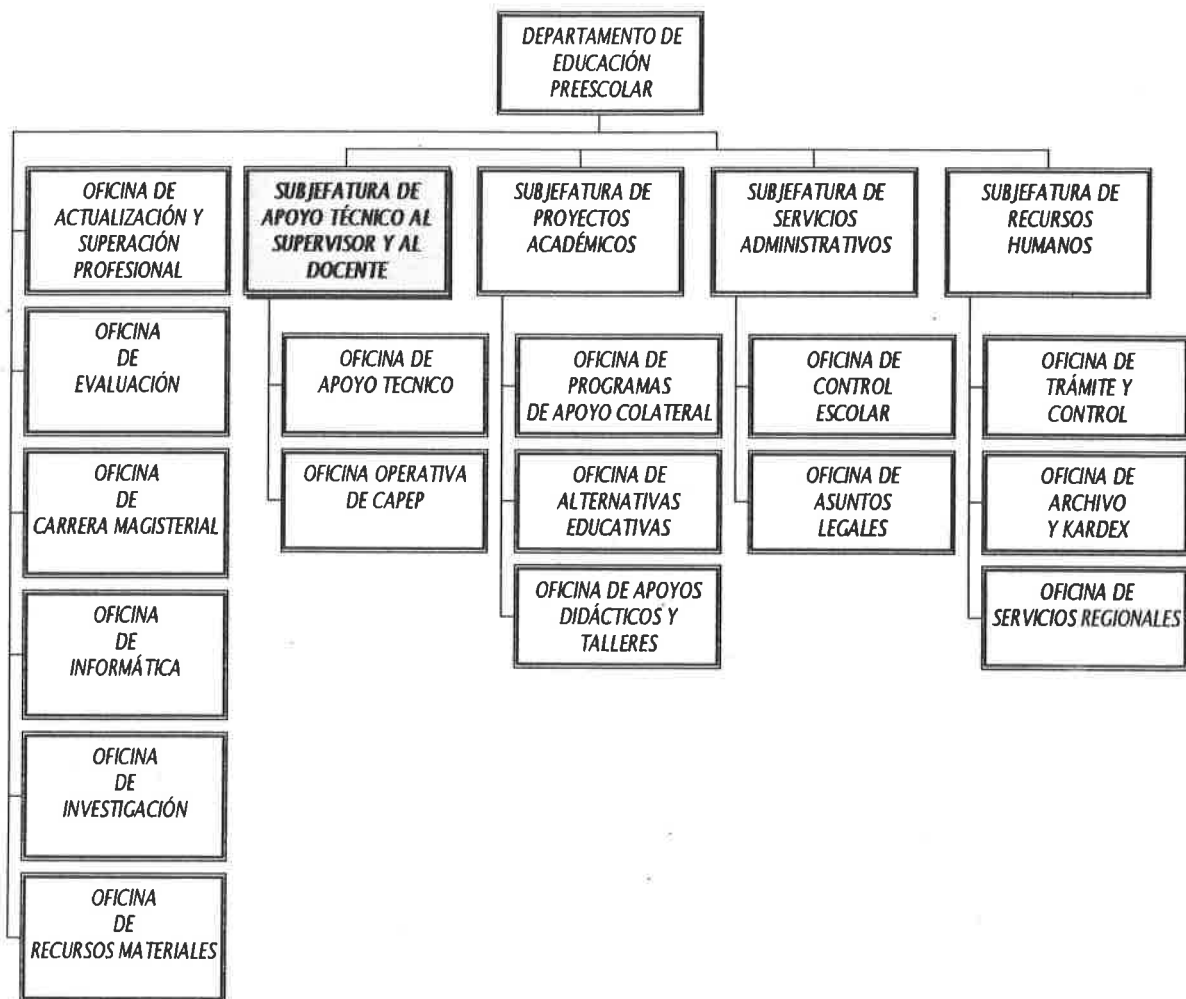 DEPARTAMENTO DE
EDUCACIÓN
PREESCOLAR
OFICINA DE
ACTUALIZACIÓN Y
SUPERACIÓN
PROFESIONAL
OFICINA
DE
EVALUACIÓN
OFICINA
DE
CARRERA MAGISTERIAL
OFICINA
DE
INFORMÁTICA
OFICINA
DE
INVESTIGACIÓN
OFICINA
DE
RECURSOS MATERIALES
SUBJEFATURA DE
APOYO TÉCNICO AL
SUPERVISOR Y AL
DOCENTE
OFICINA DE
APOYO TECNICO
OFICINA OPERATIVA
DE CAPEP
SUBJEFATURA DE
PROYECTOS
ACADÉMICOS
OFICINA DE
PROGRAMAS
DE APOYO COLATERAL
OFICINA DE
ALTERNATIVAS
EDUCATIVAS
OFICINA DE APOYOS
DIDÁCTICOS Y
TALLERES
SUBJEFATURA DE
SERVICIOS
ADMINISTRATIVOS
OFICINA DE
CONTROL
ESCOLAR
OFICINA DE
ASUNTOS
LEGALES
SUBJEFATURA DE
RECURSOS
HUMANOS
OFICINA DE
TRÁMITE Y
CONTROL
OFICINA DE
ARCHIVO
Y KARDEX
OFICINA DE
SERVICIOS REGIONALES